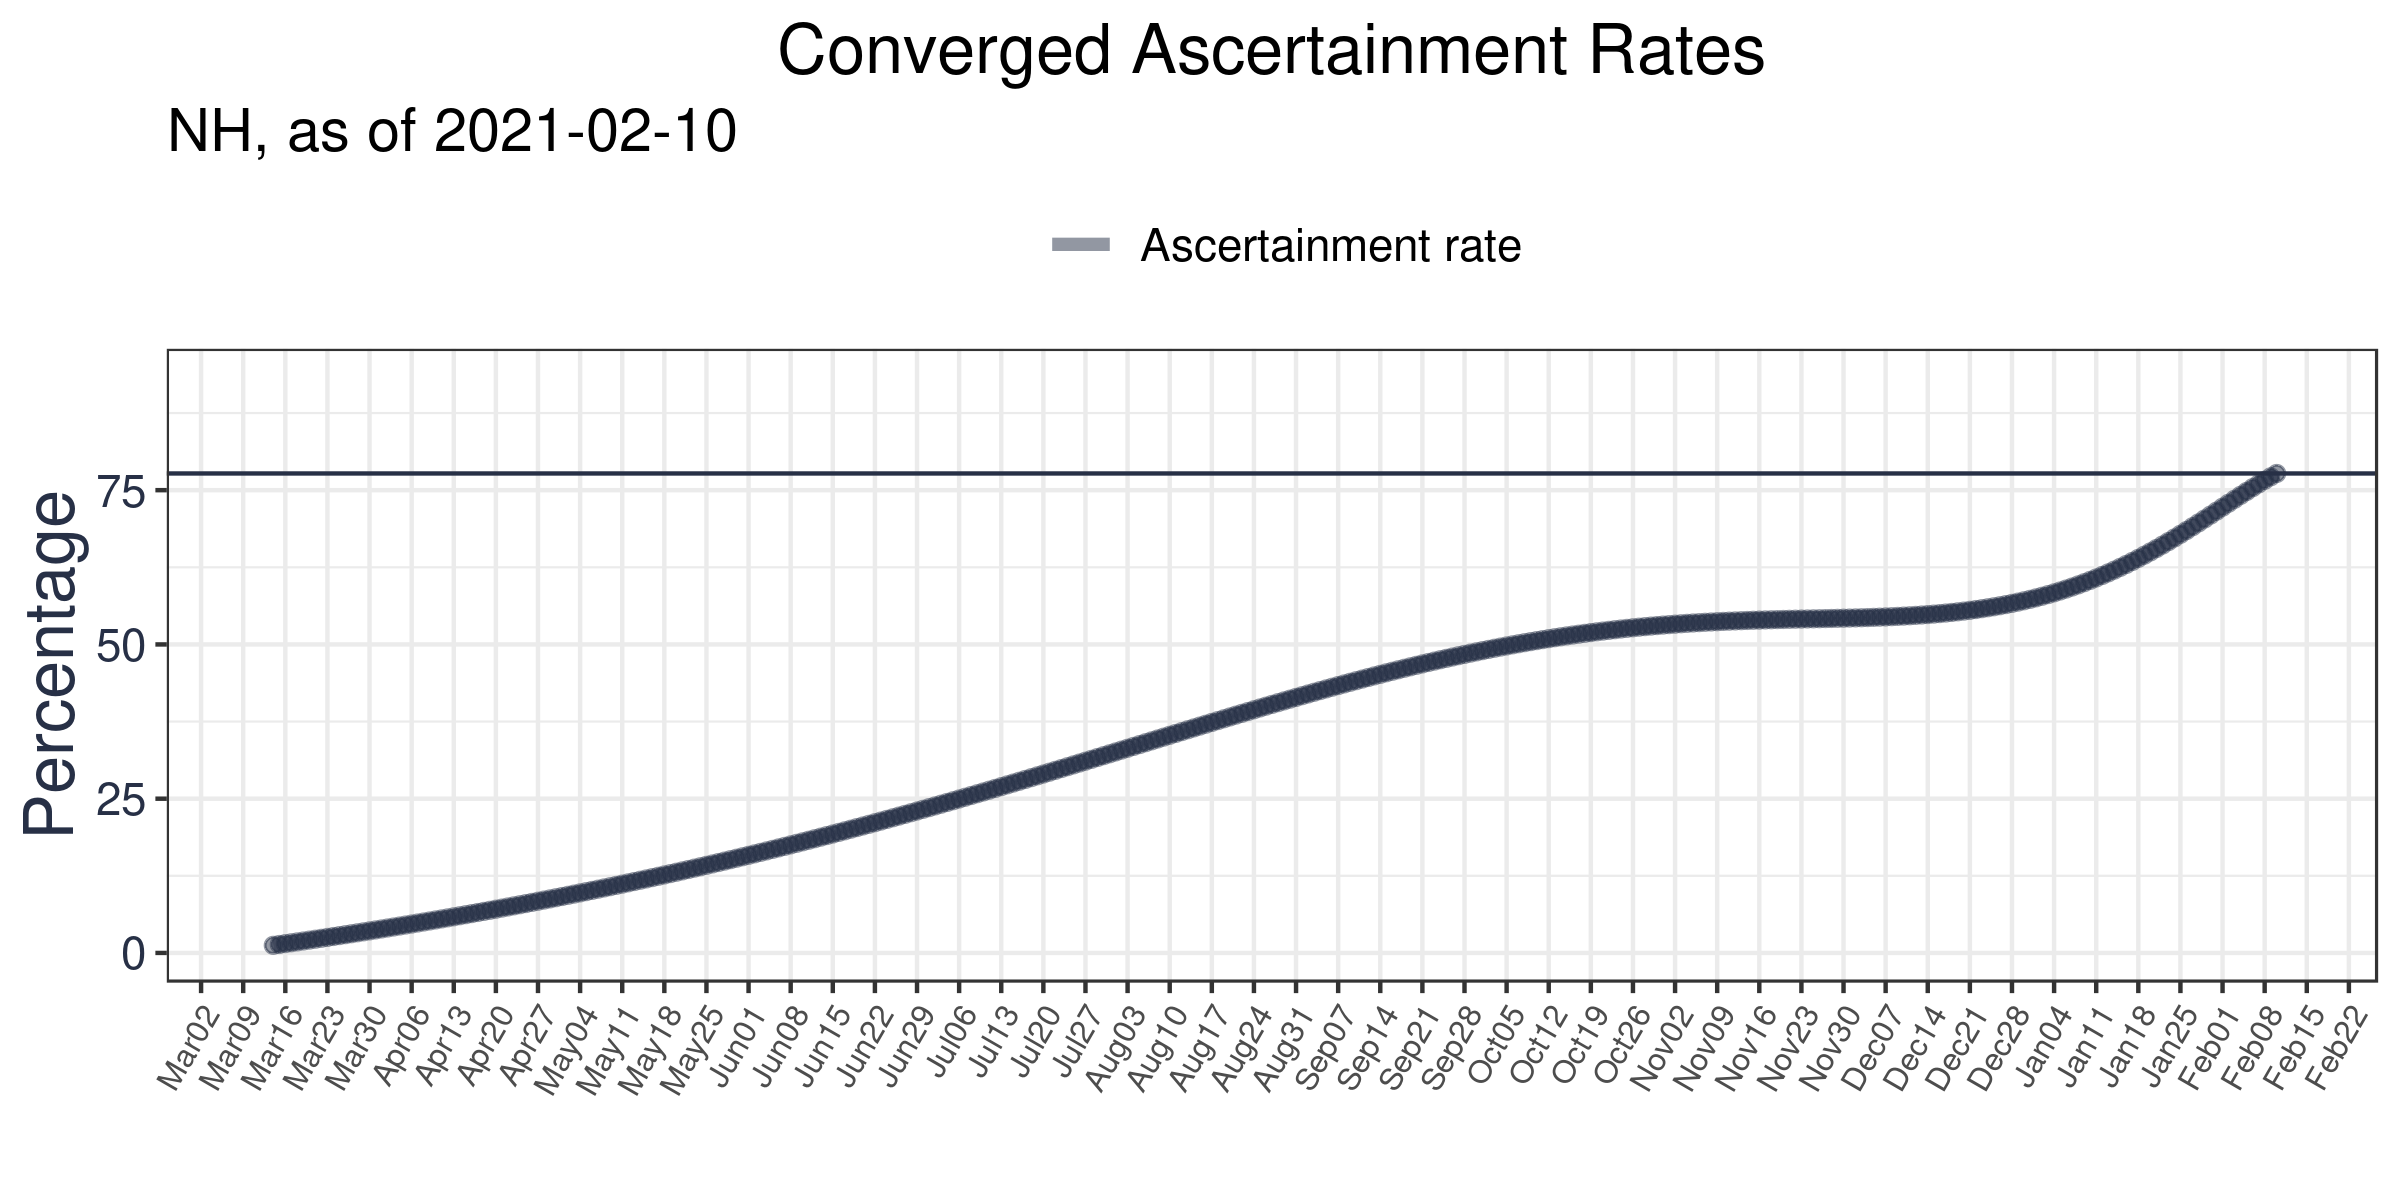 Converged Ascertainment Rates
NH, as of 2021-02-10
Ascertainment rate
Percentage
75
50
25
0
Mar02 Mar09 Mar16 Mar23 Mar30 Apr06 Apr13 Apr20 Apr27 May04 May11 May18 May25 Jun01 Jun08 Jun15 Jun22 Jun29 Jul06 Jul13 Jul20 Jul27 Aug03 Aug10 Aug17 Aug24 Aug31 Sep07 Sep14 Sep21 Sep28 Oct05 Oct12 Oct19 Oct26 Nov02 Nov09 Nov16 Nov23 Nov30 Dec07 Dec14 Dec21 Dec28 Jan04 Jan11 Jan18 Jan25 Feb01 Feb08 Feb15 Feb22